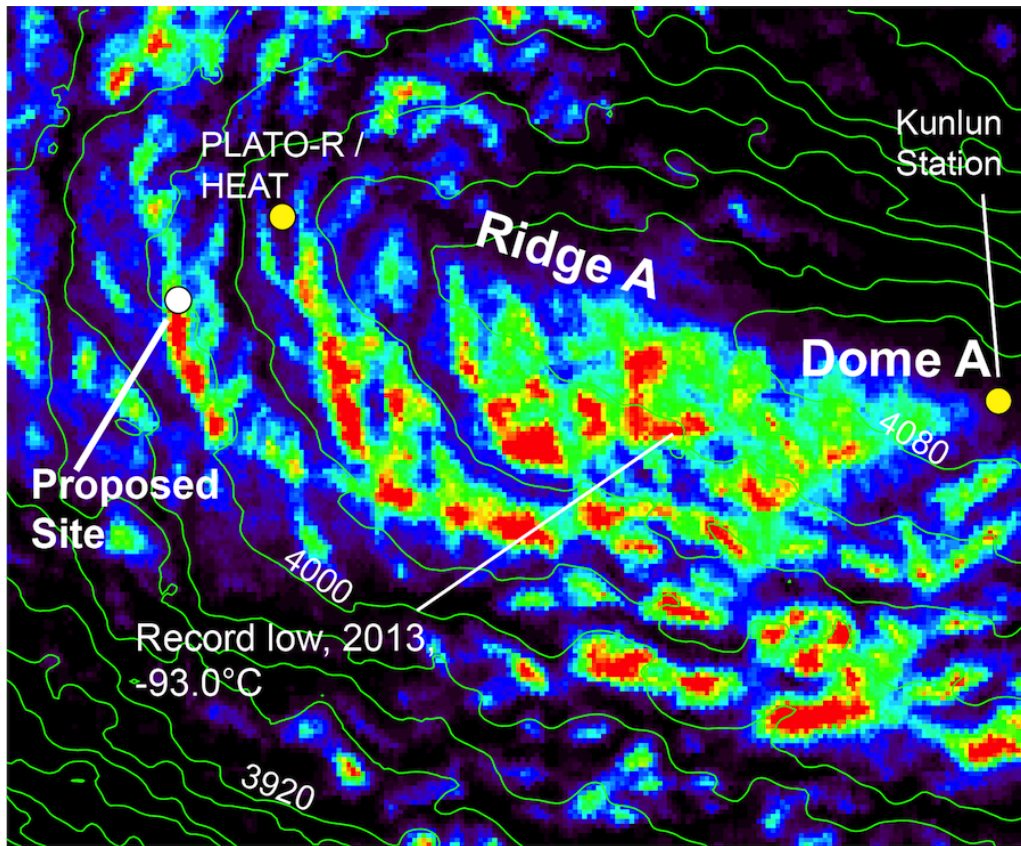 PLATO-R /
HEAT
Kunlun
Station
Ridge A
Dome A
4080
Proposed
Site
4000
Record low, 2013,
-93.0°C
3920